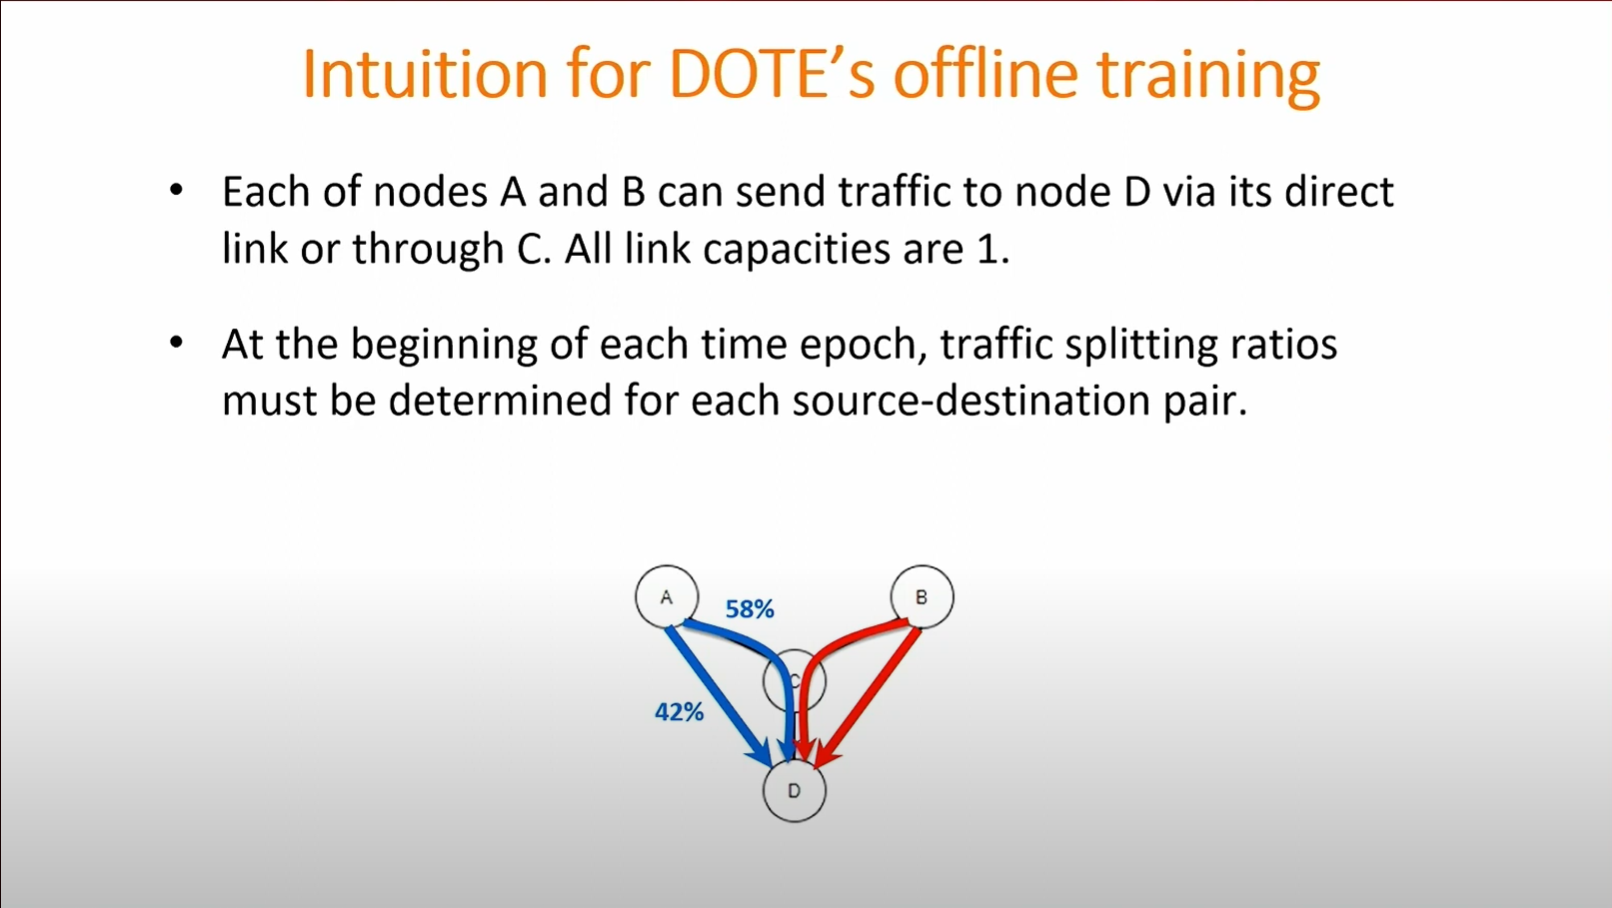 Intuition for DOTE’s offline training
• Each of nodes A and B can send traffic to node D via its direct
link or through C. All link capacities are 1.
• At the beginning of each time epoch, traffic splitting ratios
must be determined for each source-destination pair.
A
58%
B
C
42%
D